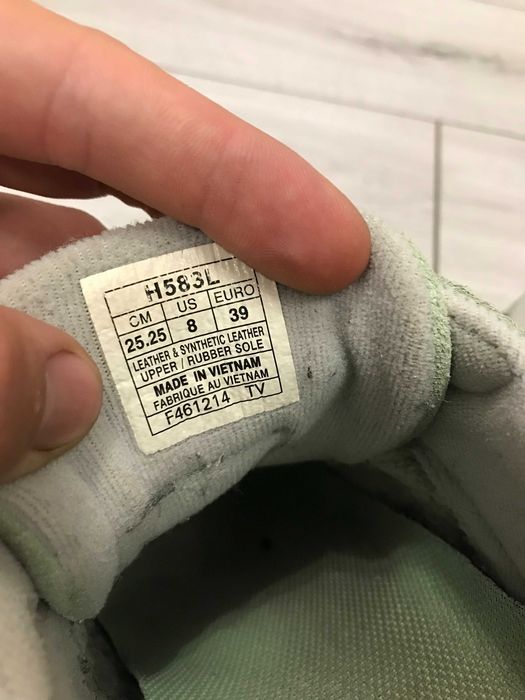 H583L
CM US EURO
25.25 8 39
LEATHER & SYNTHETIC LEATHER
UPPER / RUBBER SOLE
MADE IN VIETNAM
FABRIQUE AU VIETNAM
F461214 TV